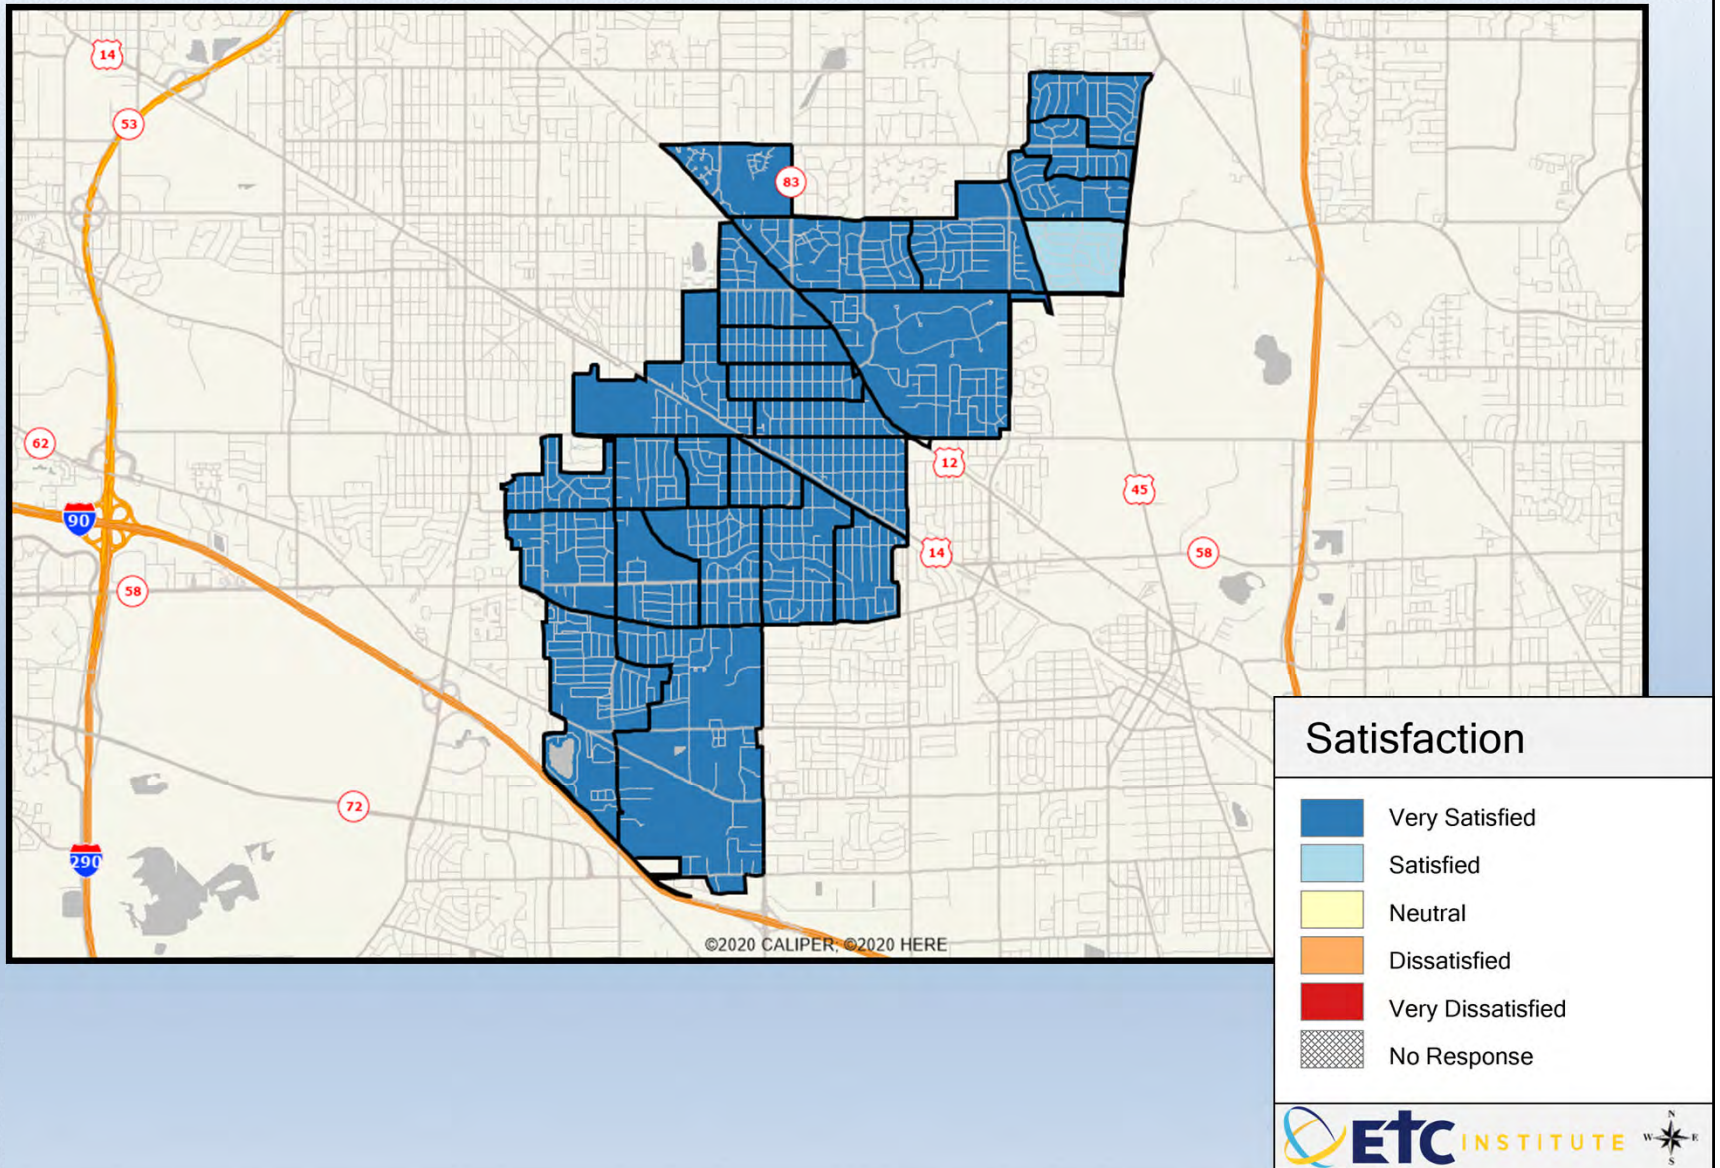 14
53
83
62
12
45
90
14
58
58
72
290
©2020 CALIPER; ©2020 HERE
Satisfaction
Very Satisfied
Satisfied
Neutral
Dissatisfied
Very Dissatisfied
No Response
N
ETC INSTITUTE W E
S